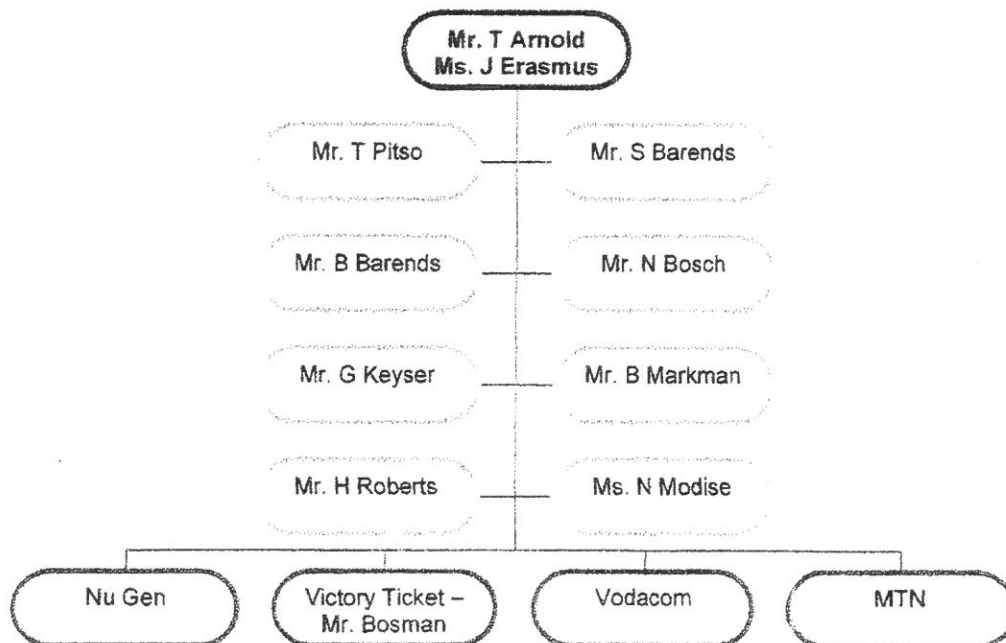 Mr. T Arnold
Ms. J Erasmus
Mr. T Pitso
Mr. S Barends
Mr. B Barends
Mr. N Bosch
Mr. G Keyser
Mr. B Markman
Mr. H Roberts
Ms. N Modise
Nu Gen
Victory Ticket –
Mr. Bosman
Vodacom
MTN